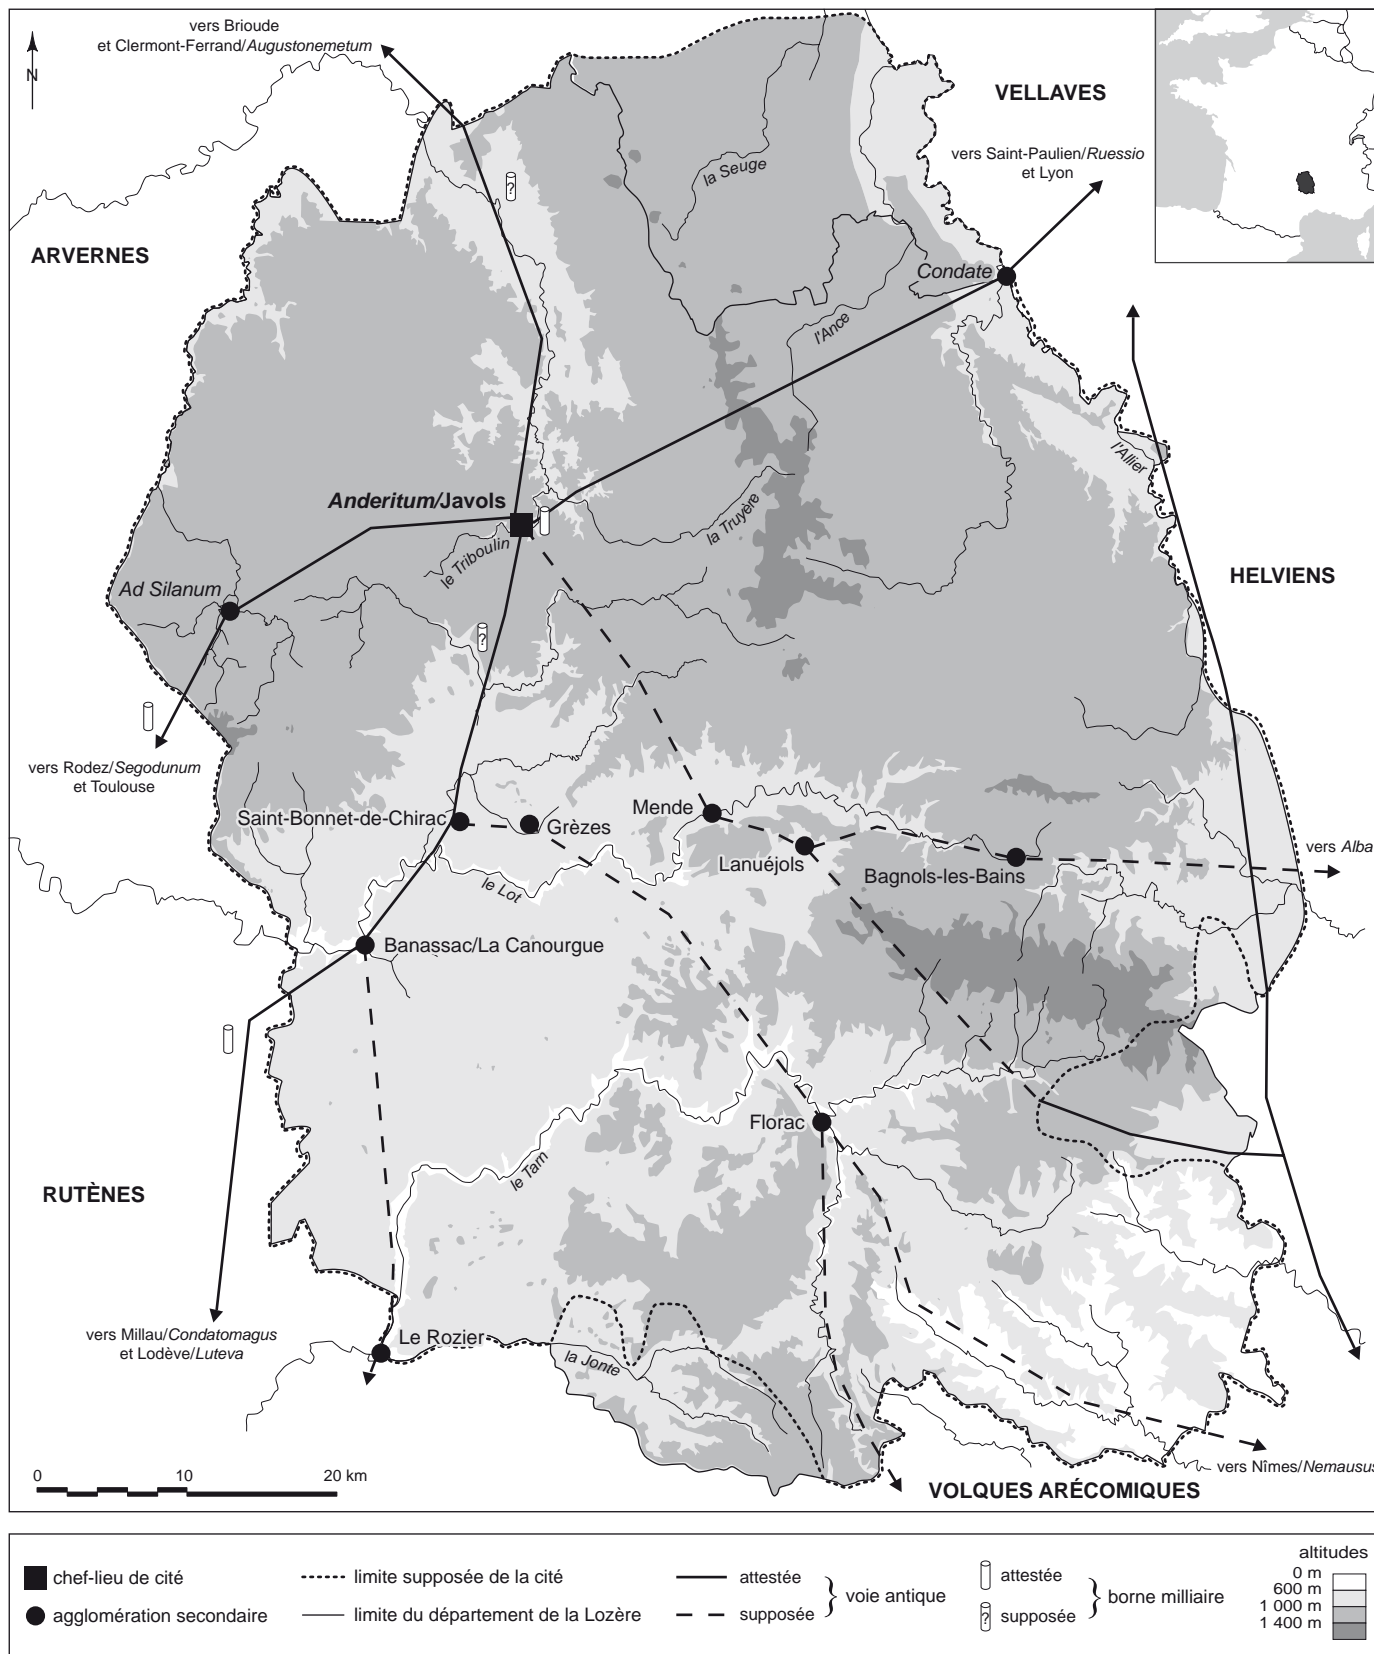 vers Brioude
et Clermont-Ferrand/Augustonemetum
N
VELLAVES
vers Saint-Paulien/Ruessio
et Lyon
la Seuge
ARVERNES
Condate
l'Ance
l'Allier
Anderitum/Javols
la Truyère
le Triboulin
HELVIENS
Ad Silanum
?
?
vers Rodez/Segodunum
et Toulouse
Mende
Saint-Bonnet-de-Chirac
Grèzes
Lanuéjols
vers Alba
Bagnols-les-Bains
le Lot
Banassac/La Canourgue
Florac
le Tarn
RUTÈNES
vers Millau/Condatomagus
et Lodève/Luteva
Le Rozier
la Jonte
vers Nîmes/Nemausus
VOLQUES ARÉCOMIQUES
0 10 20 km
altitudes
chef-lieu de cité
limite supposée de la cité
attestée
voie antique
attestée
borne milliaire
0 m
600 m
1 000 m
1 400 m
agglomération secondaire
limite du département de la Lozère
supposée
?
supposée